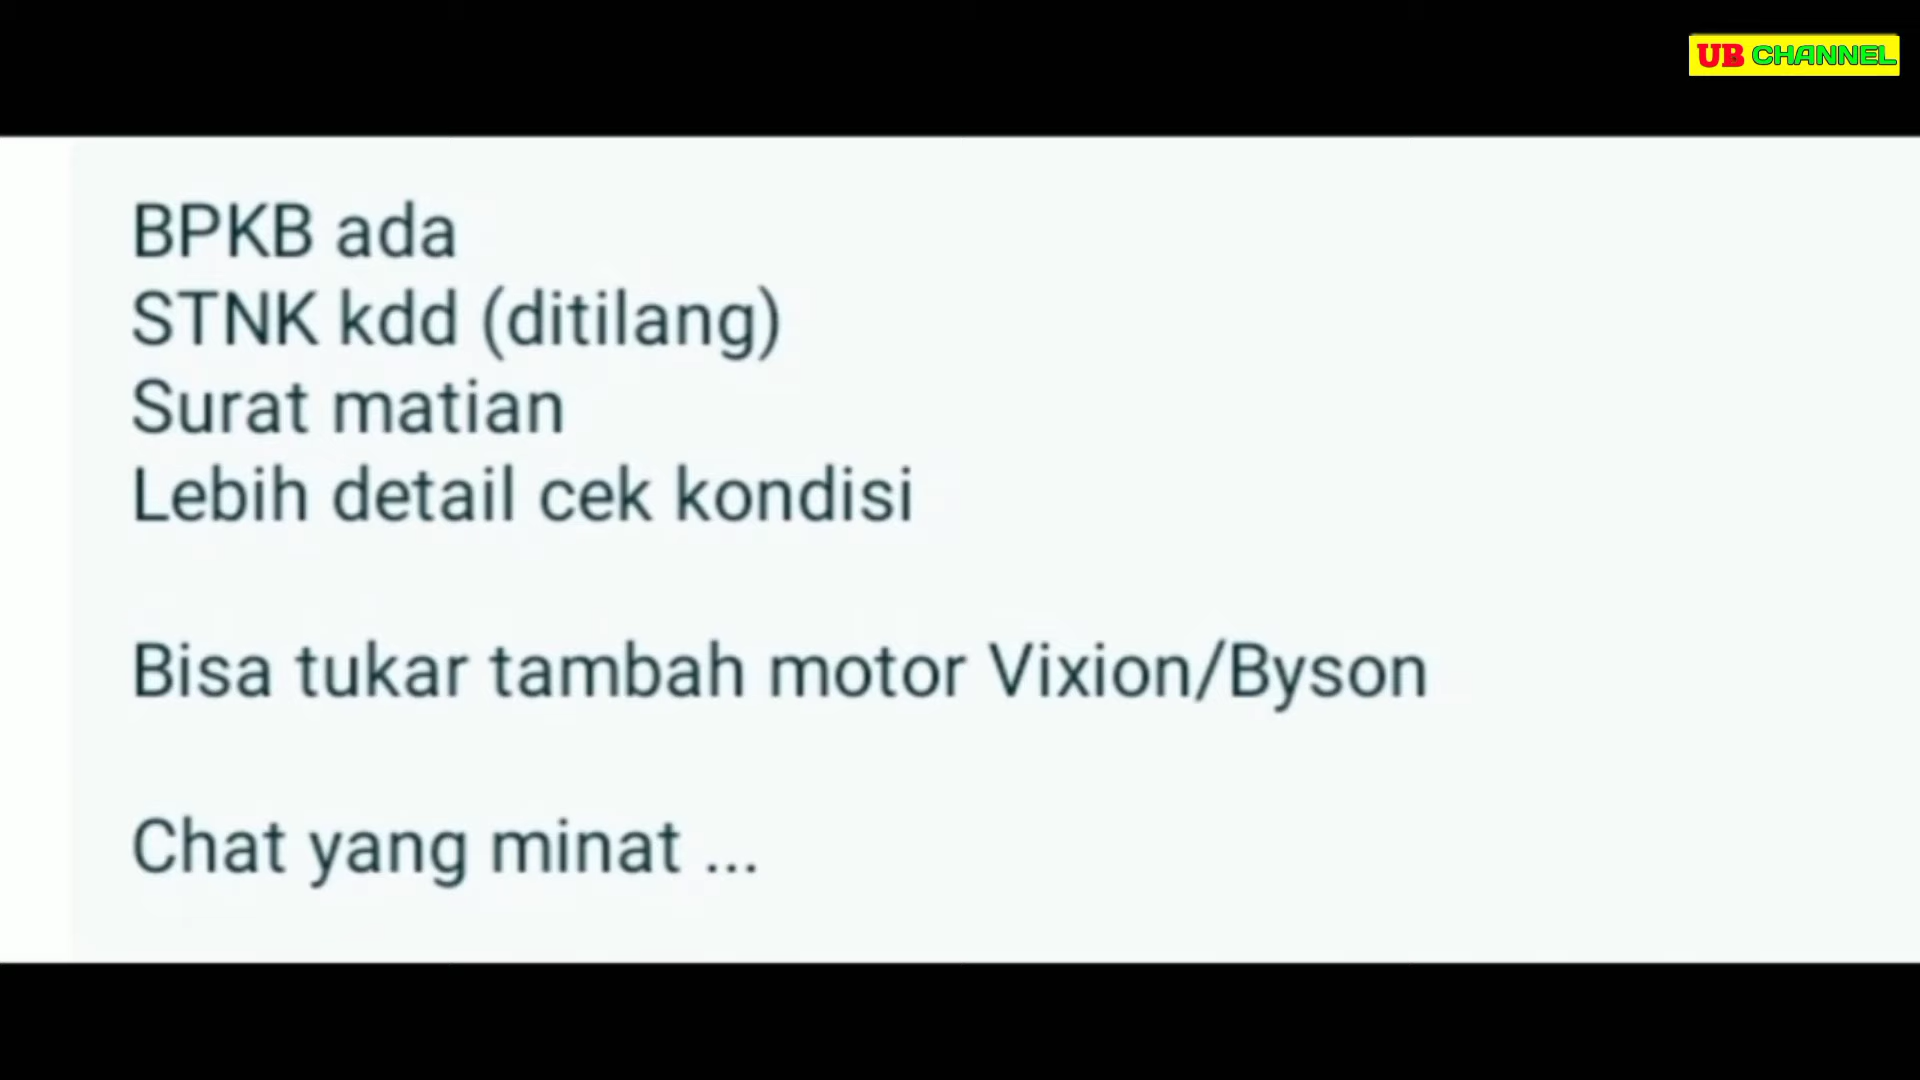 UB CHANNEL
BPKB ada
STNK kdd (ditilang)
Surat matian
Lebih detail cek kondisi
Bisa tukar tambah motor Vixion/Byson
Chat yang minat ...